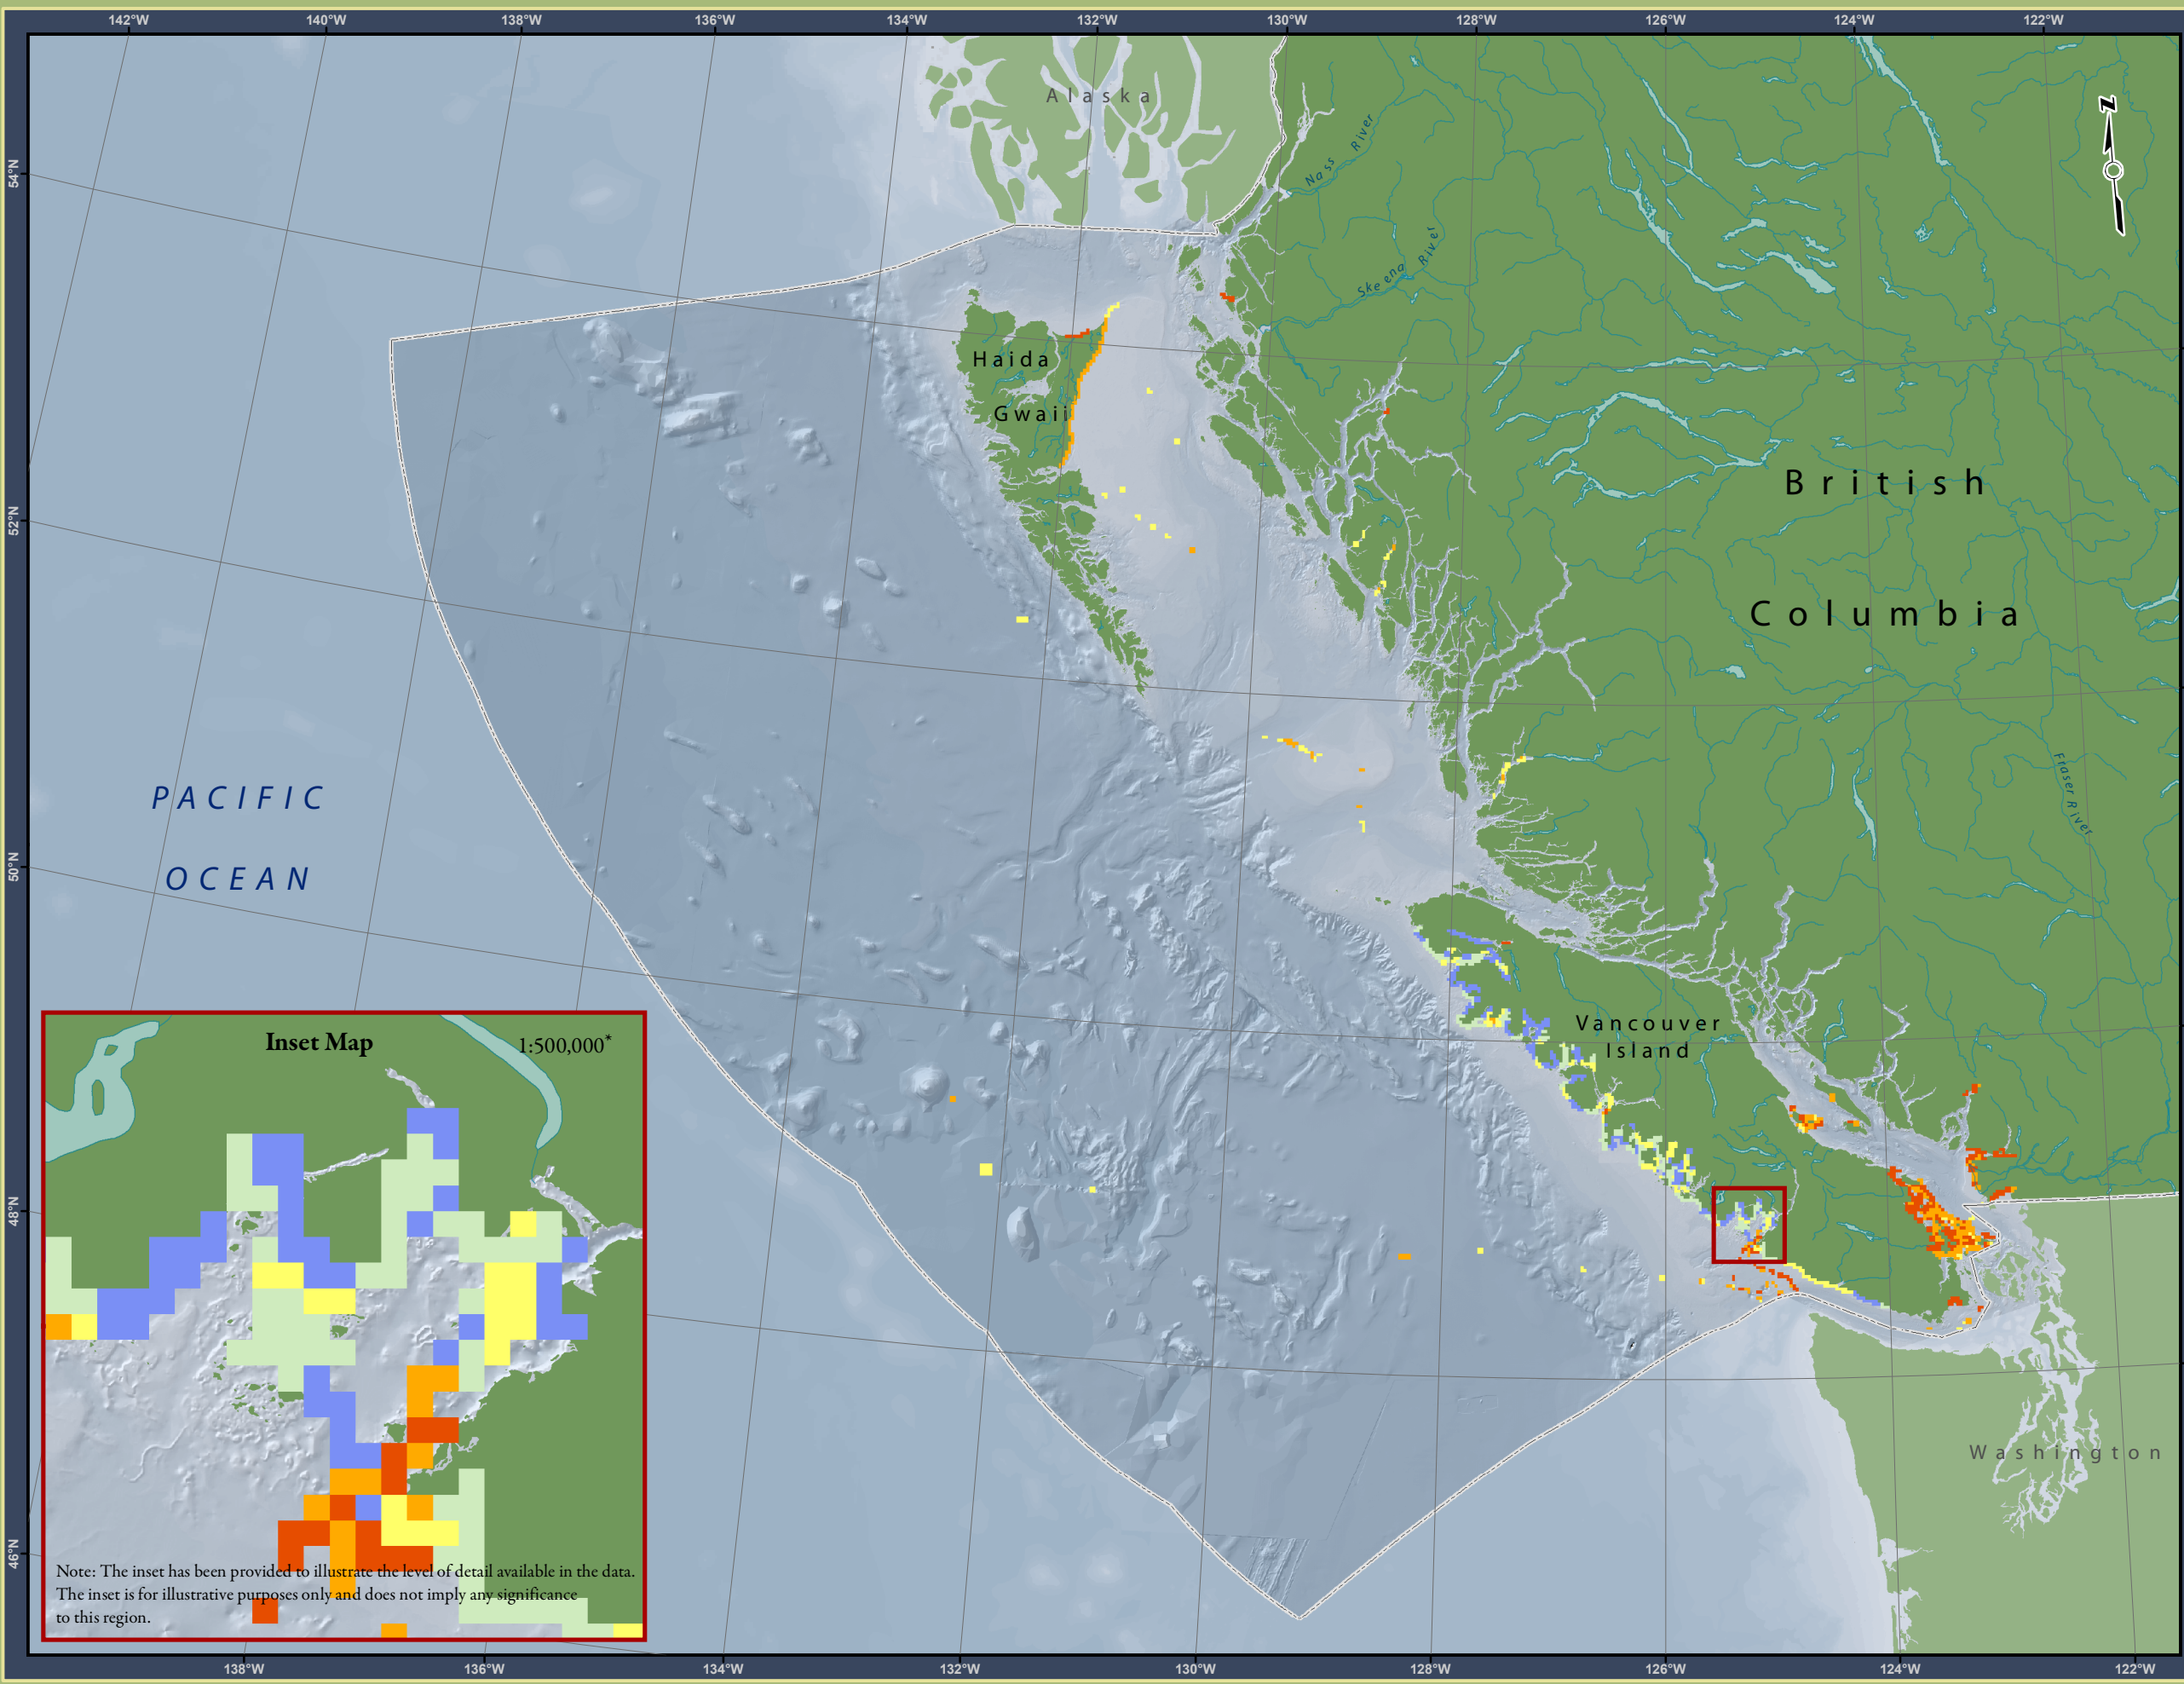 142°W 140°W 138°W 136°W 134°W 132°W 130°W 128°W 126°W 124°W 122°W
Alaska
N
Nass River
54°N
Skeena River
Haida
Gwaii
British
52°N
Columbia
PACIFIC
Fraser River
50°N
OCEAN
Vancouver
Island
Inset Map
1:500,000*
48°N
Washington
46°N
Note: The inset has been provided to illustrate the level of detail available in the data.
The inset is for illustrative purposes only and does not imply any significance
to this region.
138°W 136°W 134°W 132°W 130°W 128°W 126°W 124°W 122°W